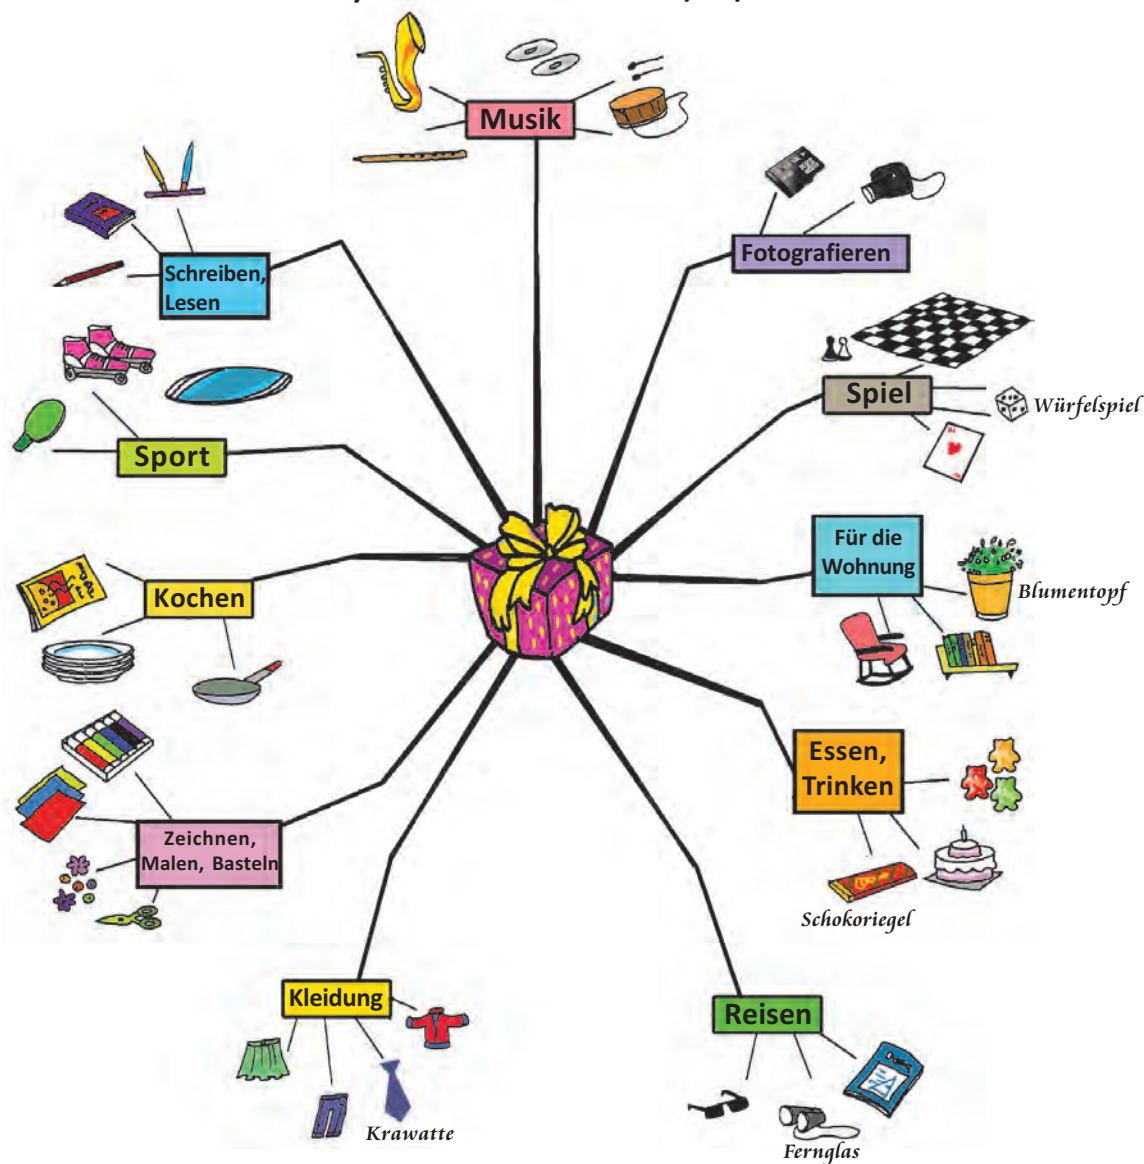 Musik
Fotografieren
Schreiben,
Lesen
Spiel
Würfelspiel
Sport
Für die
Wohnung
Blumentopf
Kochen
Essen,
Trinken
Zeichnen,
Malen, Basteln
Schokoriegel
Kleidung
Reisen
Krawatte
Fernglas